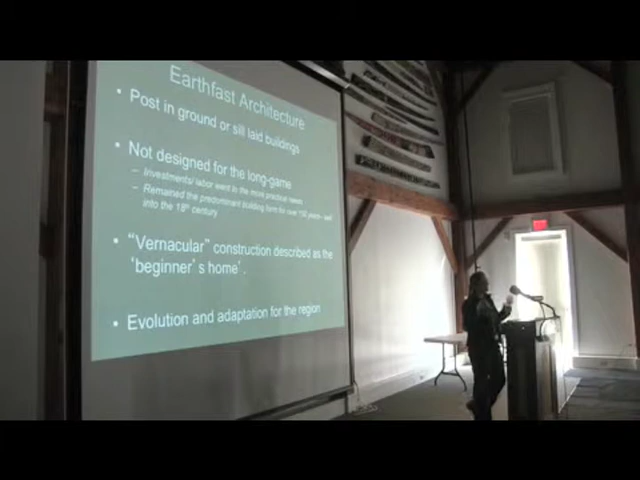 Earthfast Architecture
• Post in ground or sill laid buildings
• Not designed for the long-game
– Investments/ labor went to the more practical needs
– Remained the predominant building form for over 150 years- well
into the 18th century
• “Vernacular” construction described as the
‘beginner’s home’.
• Evolution and adaptation for the region